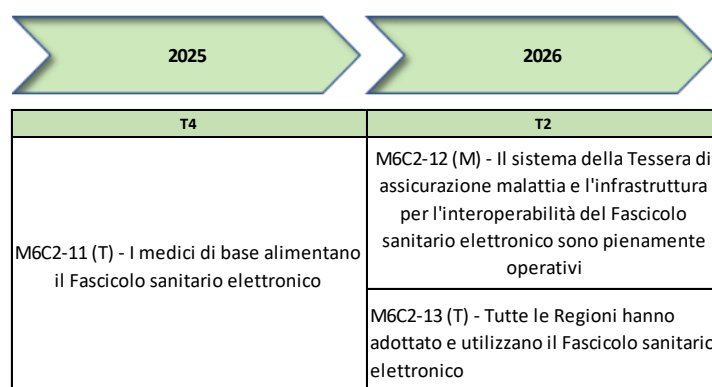 2025
2026
T4
T2
M6C2-11 (T) - I medici di base alimentano
il Fascicolo sanitario elettronico
M6C2-12 (M) - Il sistema della Tessera di
assicurazione malattia e l'infrastruttura
per l'interoperabilità del Fascicolo
sanitario elettronico sono pienamente
operativi
M6C2-13 (T) - Tutte le Regioni hanno
adottato e utilizzano il Fascicolo sanitario
elettronico